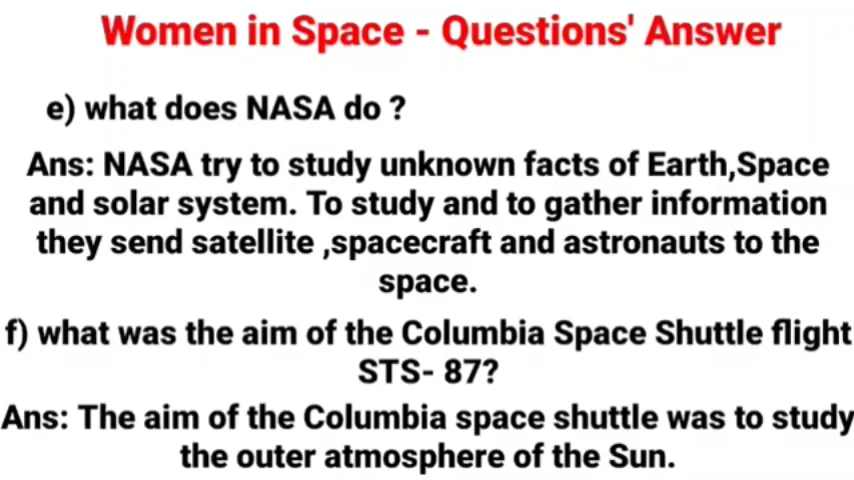 Women in Space - Questions' Answer
e) what does NASA do ?
Ans: NASA try to study unknown facts of Earth,Space
and solar system. To study and to gather information
they send satellite ,spacecraft and astronauts to the
space.
f) what was the aim of the Columbia Space Shuttle flight
STS- 87?
Ans: The aim of the Columbia space shuttle was to study
the outer atmosphere of the Sun.